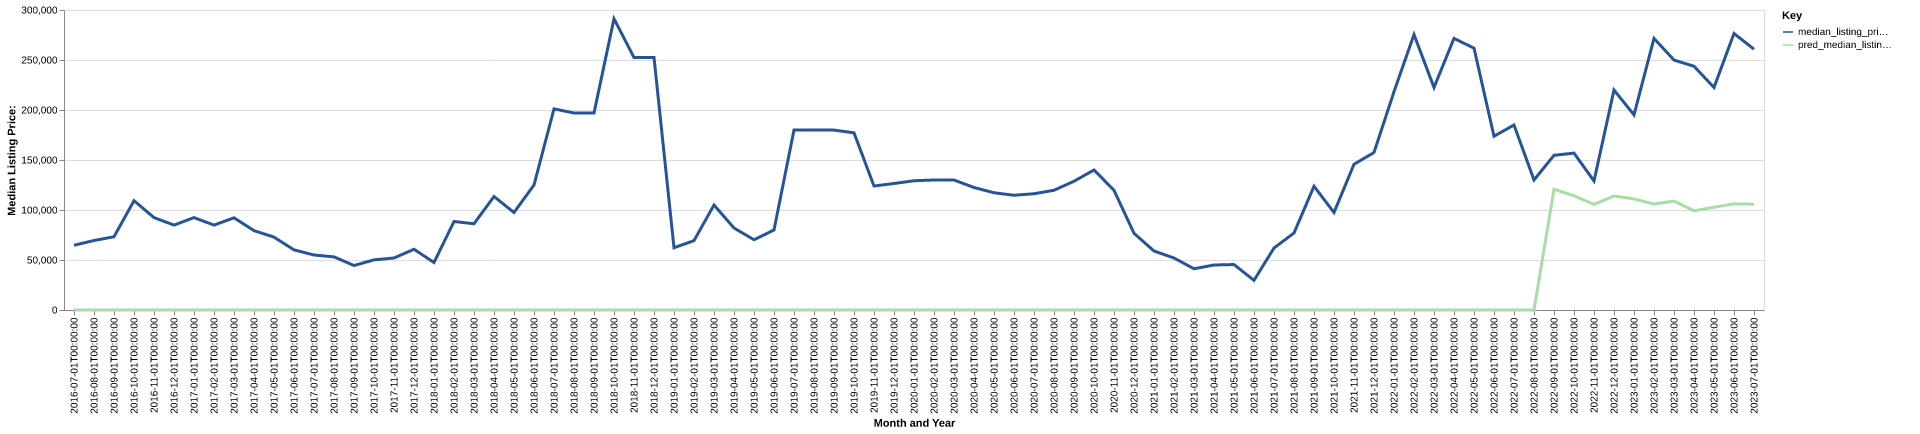 Median Listing Price:
300,000
250,000
200,000
150,000
100,000
50,000
0
2016-07-01T00:00:00
2016-08-01T00:00:00
2016-09-01T00:00:00
2016-10-01T00:00:00
2016-11-01T00:00:00
2016-12-01T00:00:00
2017-01-01T00:00:00
2017-02-01T00:00:00
2017-03-01T00:00:00
2017-04-01T00:00:00
2017-05-01T00:00:00
2017-06-01T00:00:00
2017-07-01T00:00:00
2017-08-01T00:00:00
2017-09-01T00:00:00
2017-10-01T00:00:00
2017-11-01T00:00:00
2017-12-01T00:00:00
2018-01-01T00:00:00
2018-02-01T00:00:00
2018-03-01T00:00:00
2018-04-01T00:00:00
2018-05-01T00:00:00
2018-06-01T00:00:00
2018-07-01T00:00:00
2018-08-01T00:00:00
2018-09-01T00:00:00
2018-10-01T00:00:00
2018-11-01T00:00:00
2018-12-01T00:00:00
2019-01-01T00:00:00
2019-02-01T00:00:00
2019-03-01T00:00:00
2019-04-01T00:00:00
2019-05-01T00:00:00
2019-06-01T00:00:00
2019-07-01T00:00:00
2019-08-01T00:00:00
2019-09-01T00:00:00
2019-10-01T00:00:00
2019-11-01T00:00:00
2019-12-01T00:00:00
2020-01-01T00:00:00
2020-02-01T00:00:00
2020-03-01T00:00:00
2020-04-01T00:00:00
2020-05-01T00:00:00
2020-06-01T00:00:00
2020-07-01T00:00:00
2020-08-01T00:00:00
2020-09-01T00:00:00
2020-10-01T00:00:00
2020-11-01T00:00:00
2020-12-01T00:00:00
2021-01-01T00:00:00
2021-02-01T00:00:00
2021-03-01T00:00:00
2021-04-01T00:00:00
2021-05-01T00:00:00
2021-06-01T00:00:00
2021-07-01T00:00:00
2021-08-01T00:00:00
2021-09-01T00:00:00
2021-10-01T00:00:00
2021-11-01T00:00:00
2021-12-01T00:00:00
2022-01-01T00:00:00
2022-02-01T00:00:00
2022-03-01T00:00:00
2022-04-01T00:00:00
2022-05-01T00:00:00
2022-06-01T00:00:00
2022-07-01T00:00:00
2022-08-01T00:00:00
2022-09-01T00:00:00
2022-10-01T00:00:00
2022-11-01T00:00:00
2022-12-01T00:00:00
2023-01-01T00:00:00
2023-02-01T00:00:00
2023-03-01T00:00:00
2023-04-01T00:00:00
2023-05-01T00:00:00
2023-06-01T00:00:00
2023-07-01T00:00:00
Month and Year
Key
median_listing_pri…
pred_median_listin…